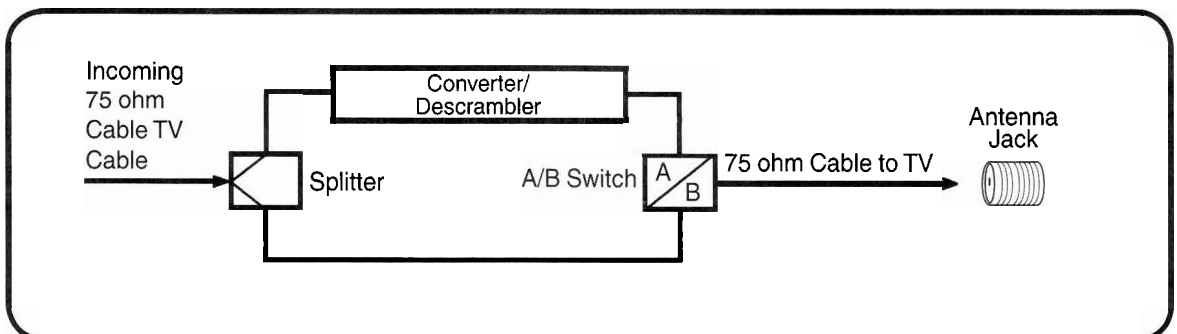 Incoming
75 ohm
Cable TV
Cable
Converter/
Descrambler
Splitter
A/B Switch
A
B
75 ohm Cable to TV
Antenna
Jack